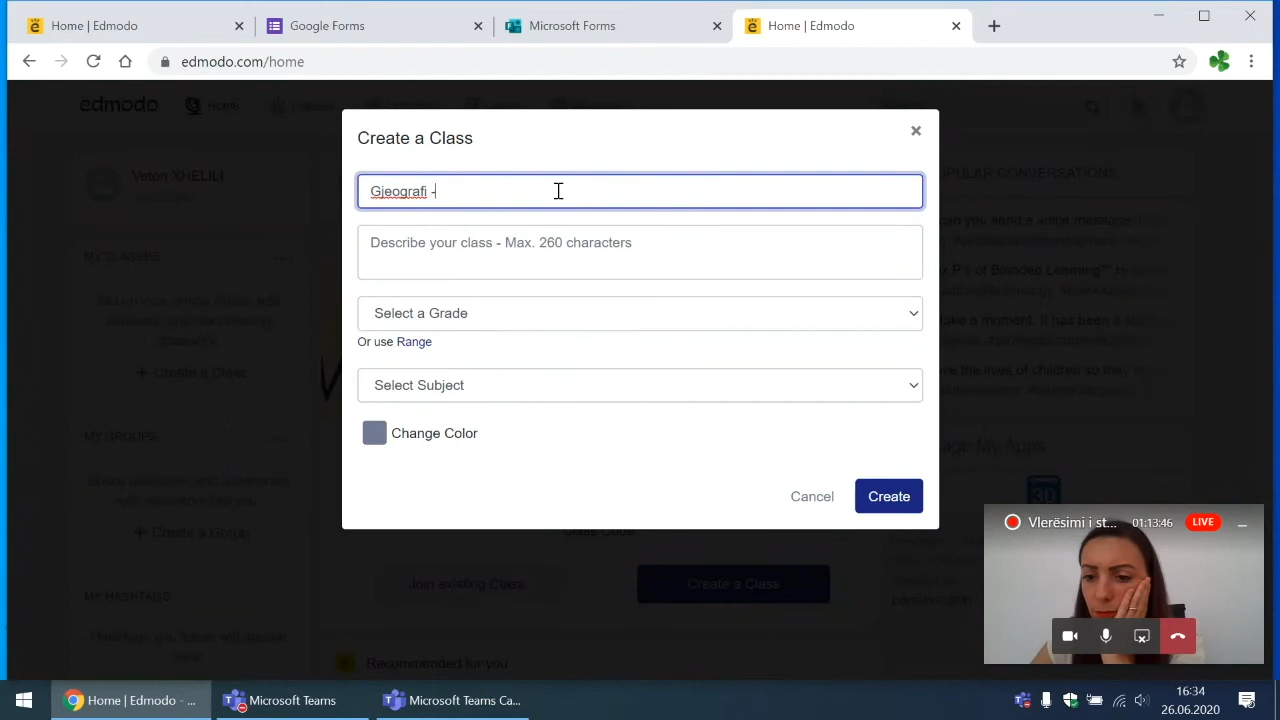 Home | Edmodo
Google Forms
Microsoft Forms
Home | Edmodo
edmodo.com/home
edmodo
Home
Veton XHELILI
POPULAR CONVERSATIONS
MY CLASSES
+ Create a Class
MY GROUPS
+ Create a Group
MY HASHTAGS
Create a Class
×
Gjeografi -
Describe your class - Max. 260 characters
Select a Grade
Or use Range
Select Subject
Change Color
Cancel
Create
Class Code
Join existing Class
Create a Class
Recommended for you
Vlerësimi i st...
01:13:46
LIVE
Home | Edmodo - ...
Microsoft Teams
Microsoft Teams Ca...
16:34
26.06.2020